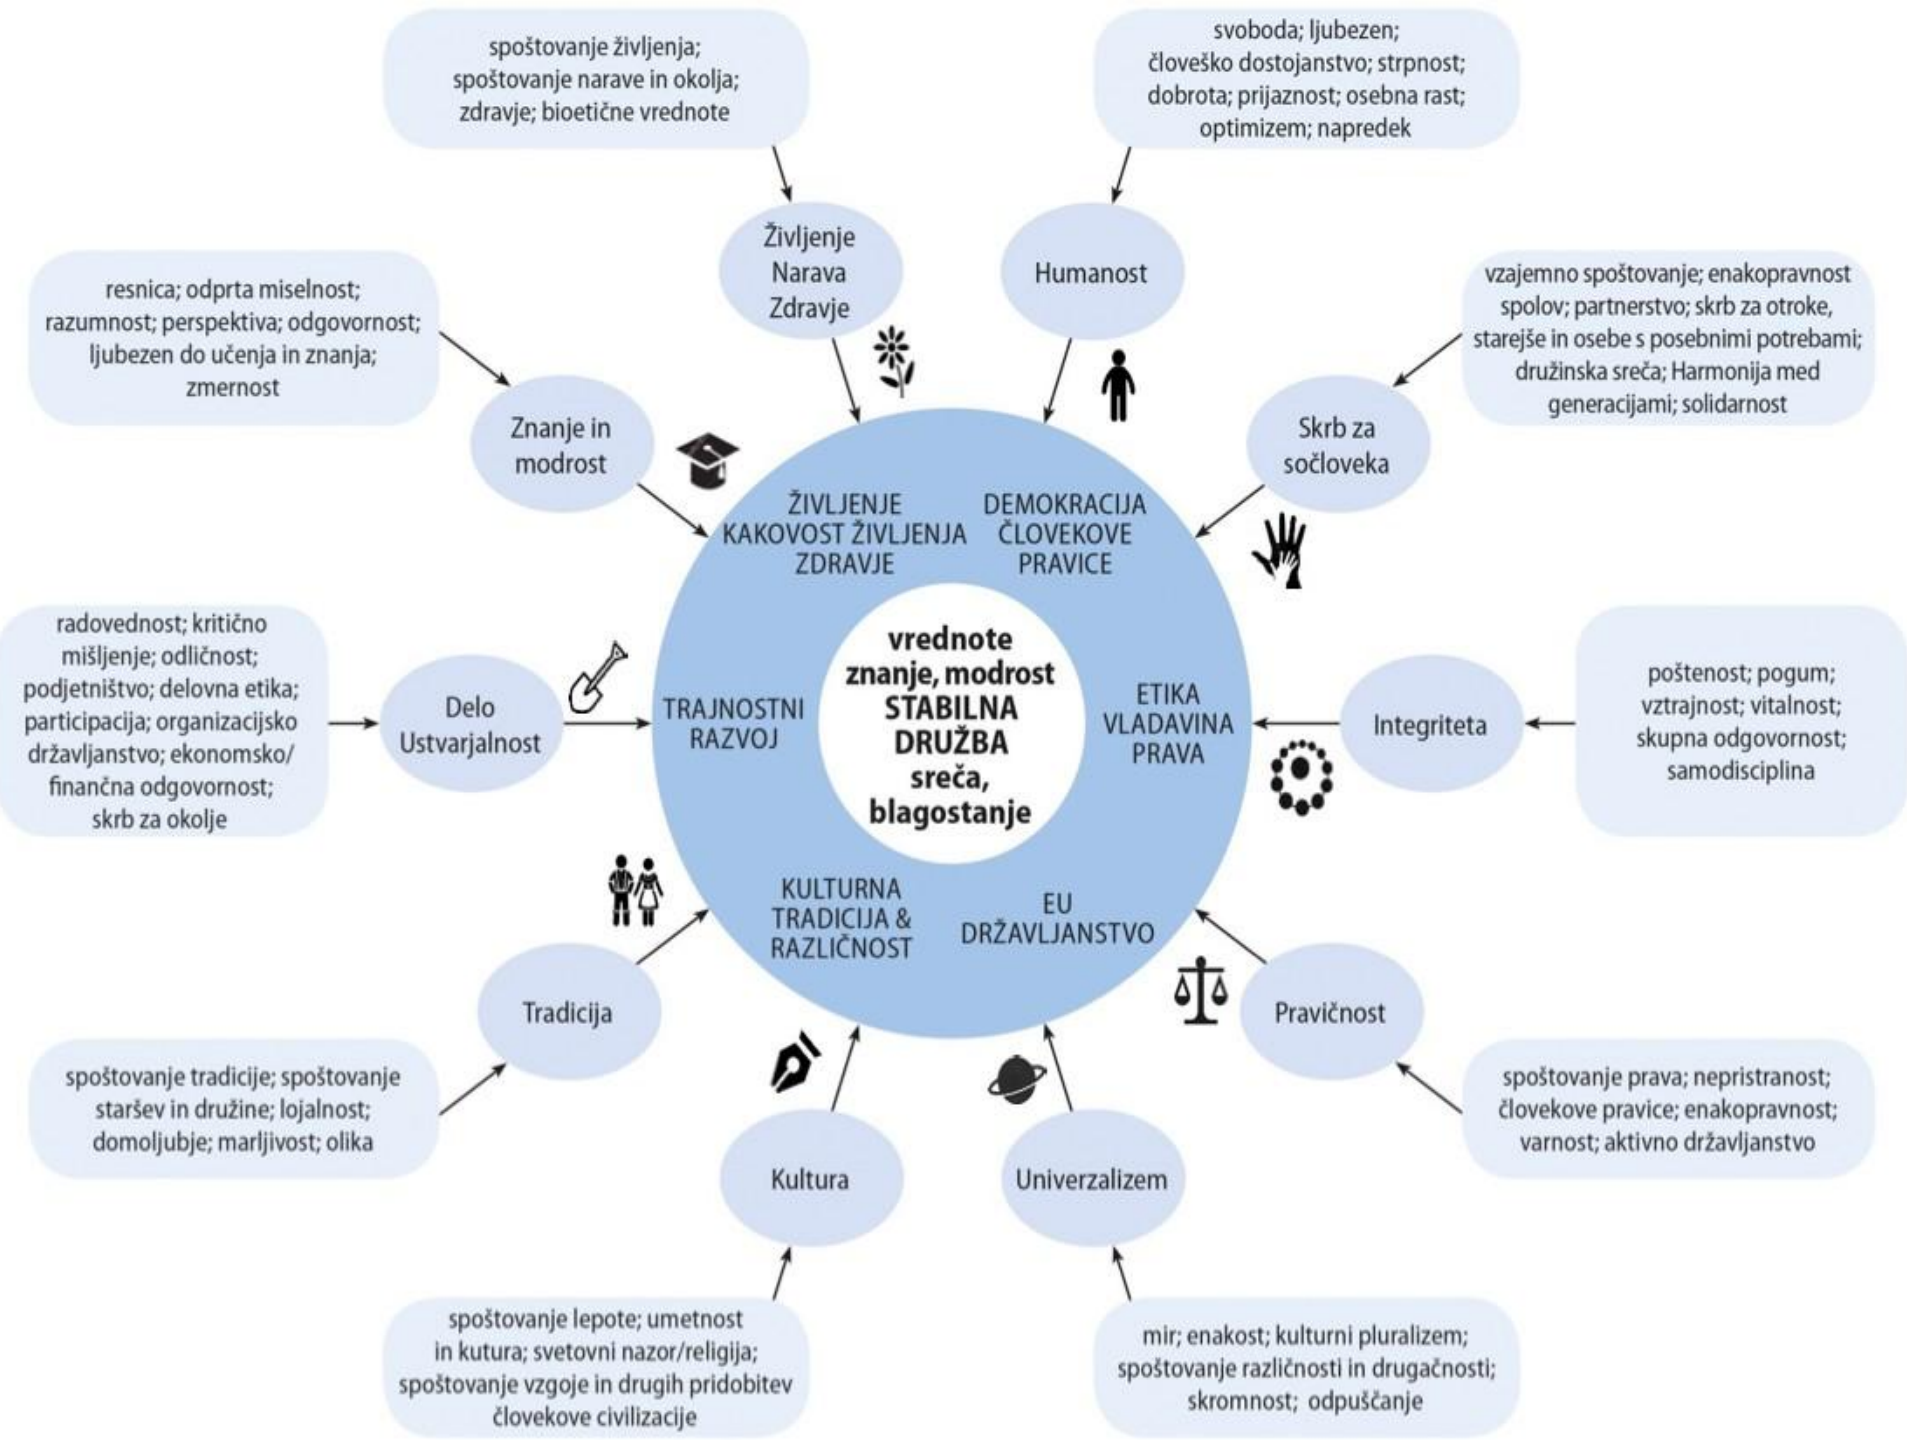 spoštovanje življenja;
spoštovanje narave in okolja;
zdravje; bioetične vrednote
svoboda; ljubezen;
človeško dostojanstvo; strpnost;
dobrota; prijaznost; osebna rast;
optimizem; napredek
Življenje
Narava
Zdravje
Humanost
resnica; odprta miselnost;
razumnost; perspektiva; odgovornost;
ljubezen do učenja in znanja;
zmernost
vzajemno spoštovanje; enakopravnost
spolov; partnerstvo; skrb za otroke,
starejše in osebe s posebnimi potrebami;
družinska sreča; Harmonija med
generacijami; solidarnost
Znanje in
modrost
Skrb za
sočloveka
ŽIVLJENJE
KAKOVOST ŽIVLJENJA
ZDRAVJE
DEMOKRACIJA
ČLOVEKOVE
PRAVICE
radovednost; kritično
mišljenje; odličnost;
podjetništvo; delovna etika;
participacija; organizacijsko
državljanstvo; ekonomsko/
finančna odgovornost;
skrb za okolje
Delo
Ustvarjalnost
TRAJNOSTNI
RAZVOJ
vrednote
znanje, modrost
STABILNA
DRUŽBA
sreča,
blagostanje
ETIKA
VLADAVINA
PRAVA
Integriteta
poštenost; pogum;
vztrajnost; vitalnost;
skupna odgovornost;
samodisciplina
KULTURNA
TRADICIJA &
RAZLIČNOST
EU
DRŽAVLJANSTVO
Tradicija
Pravičnost
spoštovanje tradicije; spoštovanje
staršev in družine; lojalnost;
domoljubje; marljivost; olika
spoštovanje prava; nepristranost;
človekove pravice; enakopravnost;
varnost; aktivno državljanstvo
Kultura
Univerzalizem
spoštovanje lepote; umetnost
in kutura; svetovni nazor/religija;
spoštovanje vzgoje in drugih pridobitev
človekove civilizacije
mir; enakost; kulturni pluralizem;
spoštovanje različnosti in drugačnosti;
skromnost; odpuščanje